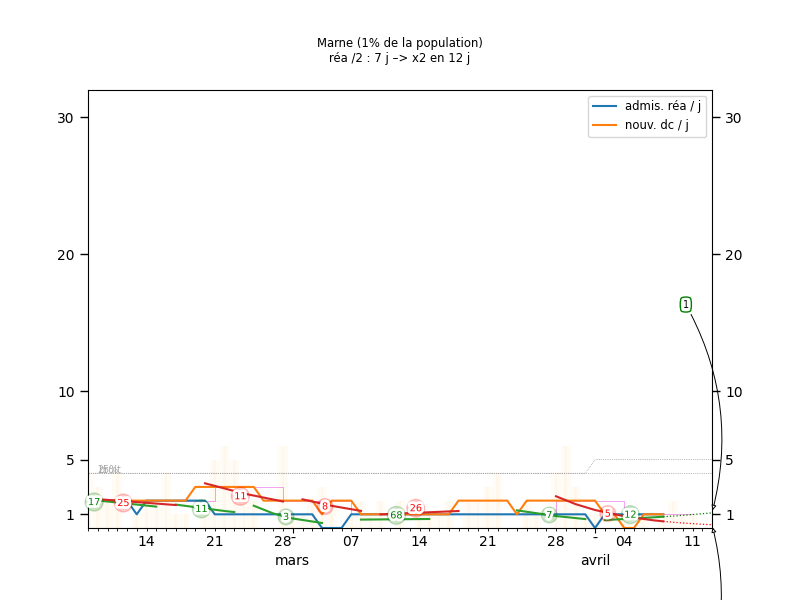 Marne (1% de la population)
réa /2 : 7 j –> x2 en 12 j
admis. réa / j
nouv. dc / j
30 30
20 20
1
10 10
5 5
17 25 11 11 3 8 68 26 7 5 12
1 1
14 21 28 - 07 14 21 28 - 04 11
mars avril